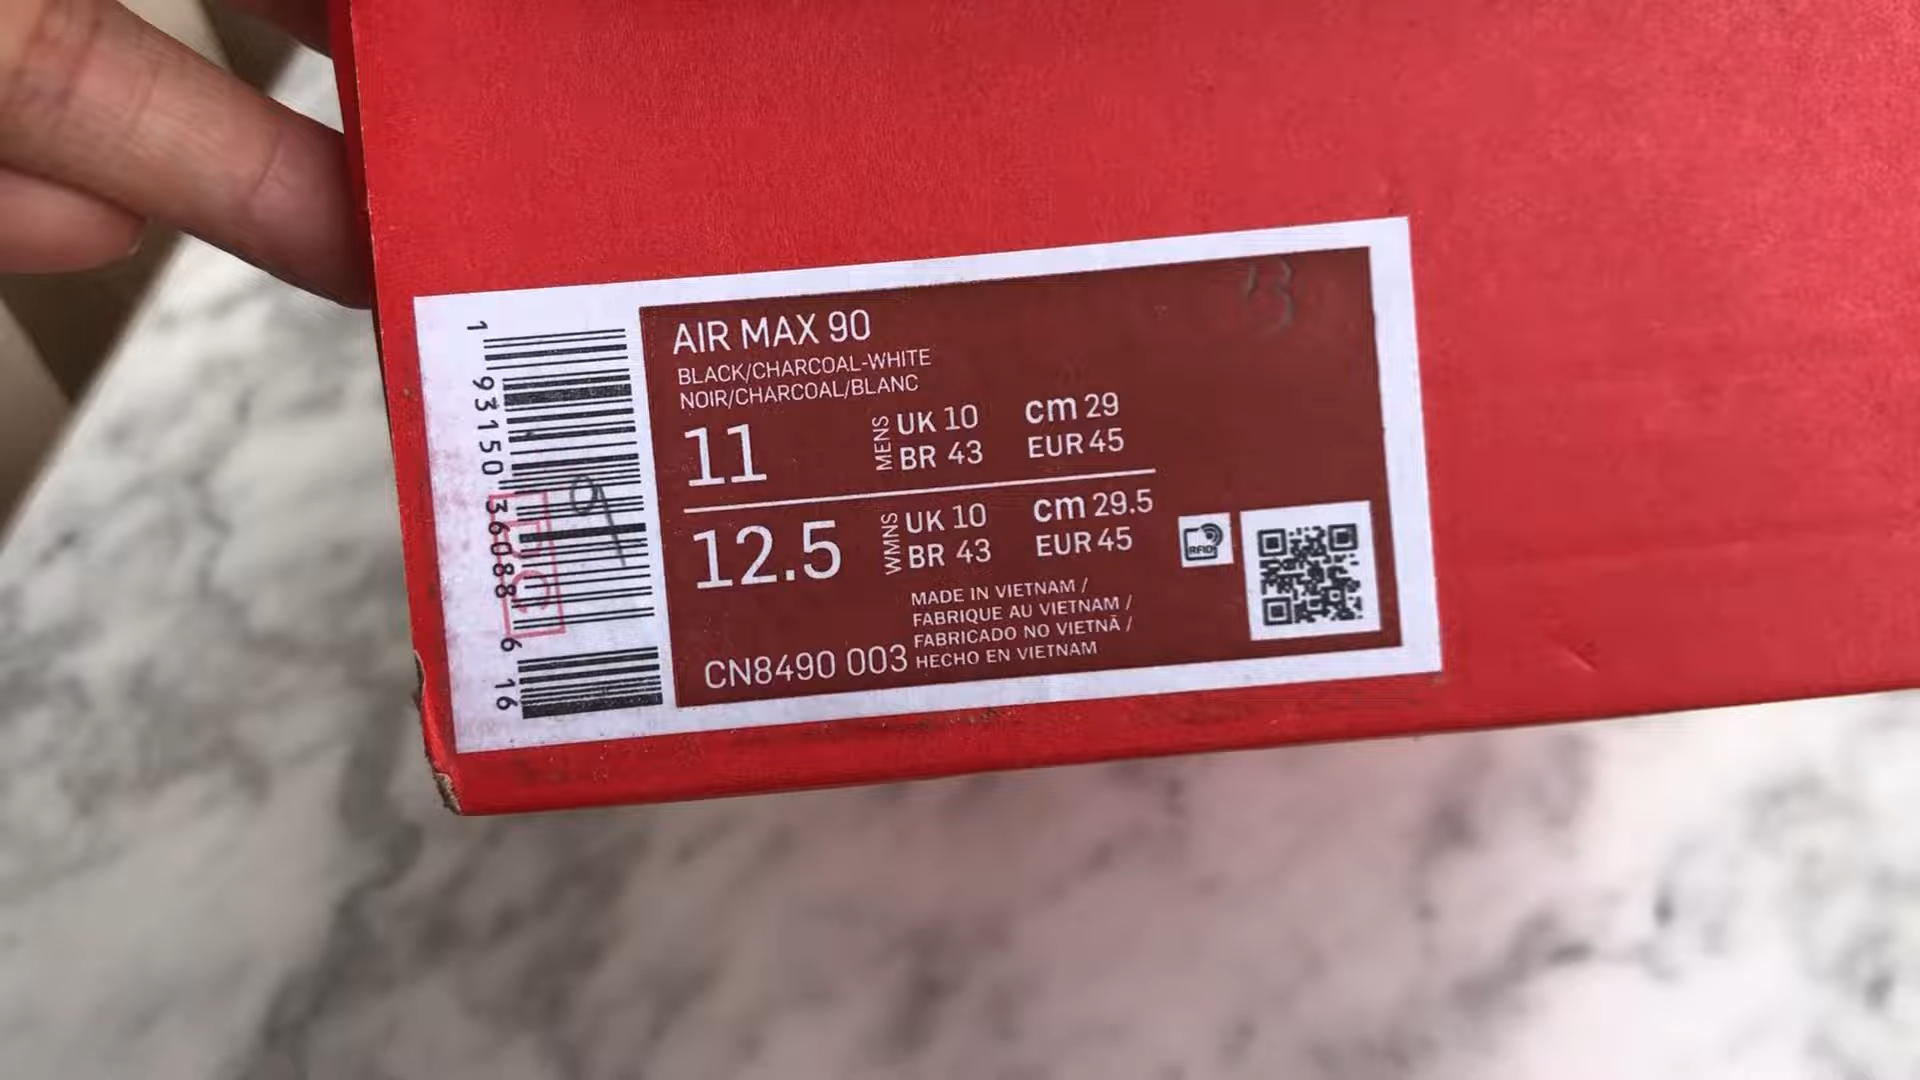 AIR MAX 90
BLACK/CHARCOAL-WHITE
NOIR/CHARCOAL/BLANC
11
MENS
UK 10
BR 43
cm 29
EUR 45
12.5
WMNS
UK 10
BR 43
cm 29.5
EUR 45
MADE IN VIETNAM /
FABRIQUE AU VIETNAM /
FABRICADO NO VIETNÃ /
HECHO EN VIETNAM
CN8490 003
RFID
1 93150 36088 6 16